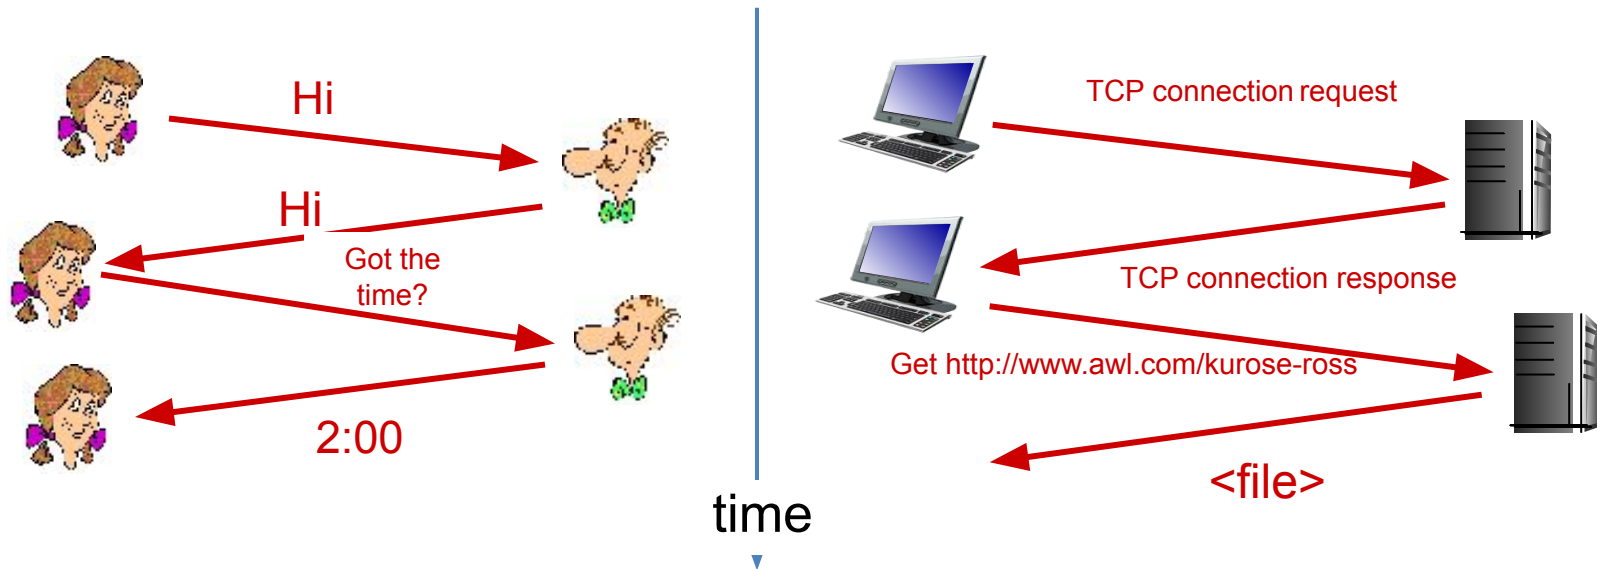 Hi
Hi
Got the
time?
2:00
TCP connection request
TCP connection response
Get http://www.awl.com/kurose-ross
<file>
time